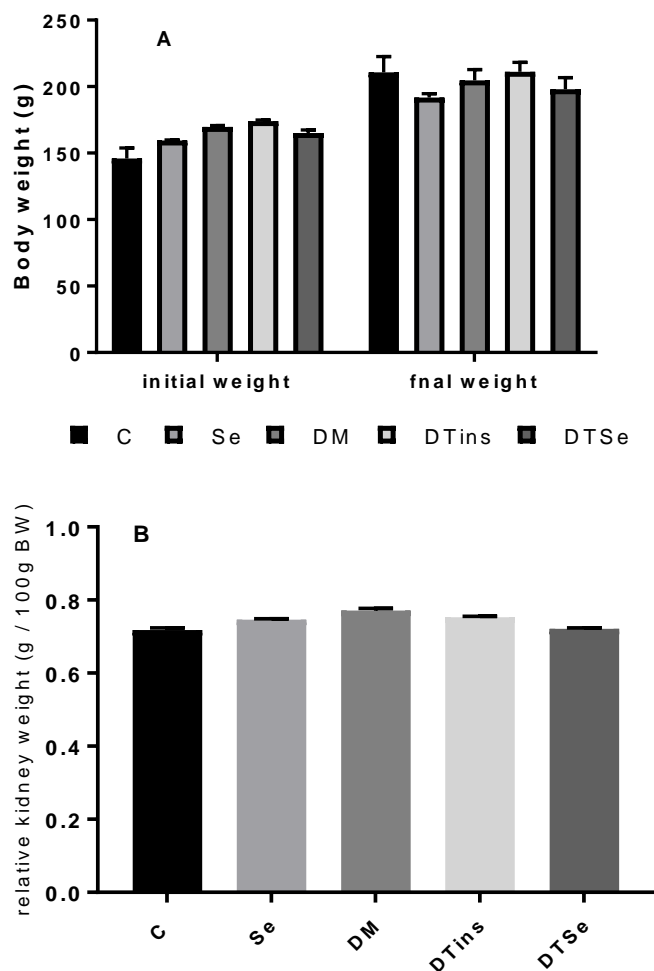 A
Body weight (g)
250
200
150
100
50
0
initial weight
fnal weight
C Se DM DTins DTSe
B
relative kidney weight (g / 100g BW)
1.0
0.8
0.6
0.4
0.2
0.0
C Se DM DTins DTSe